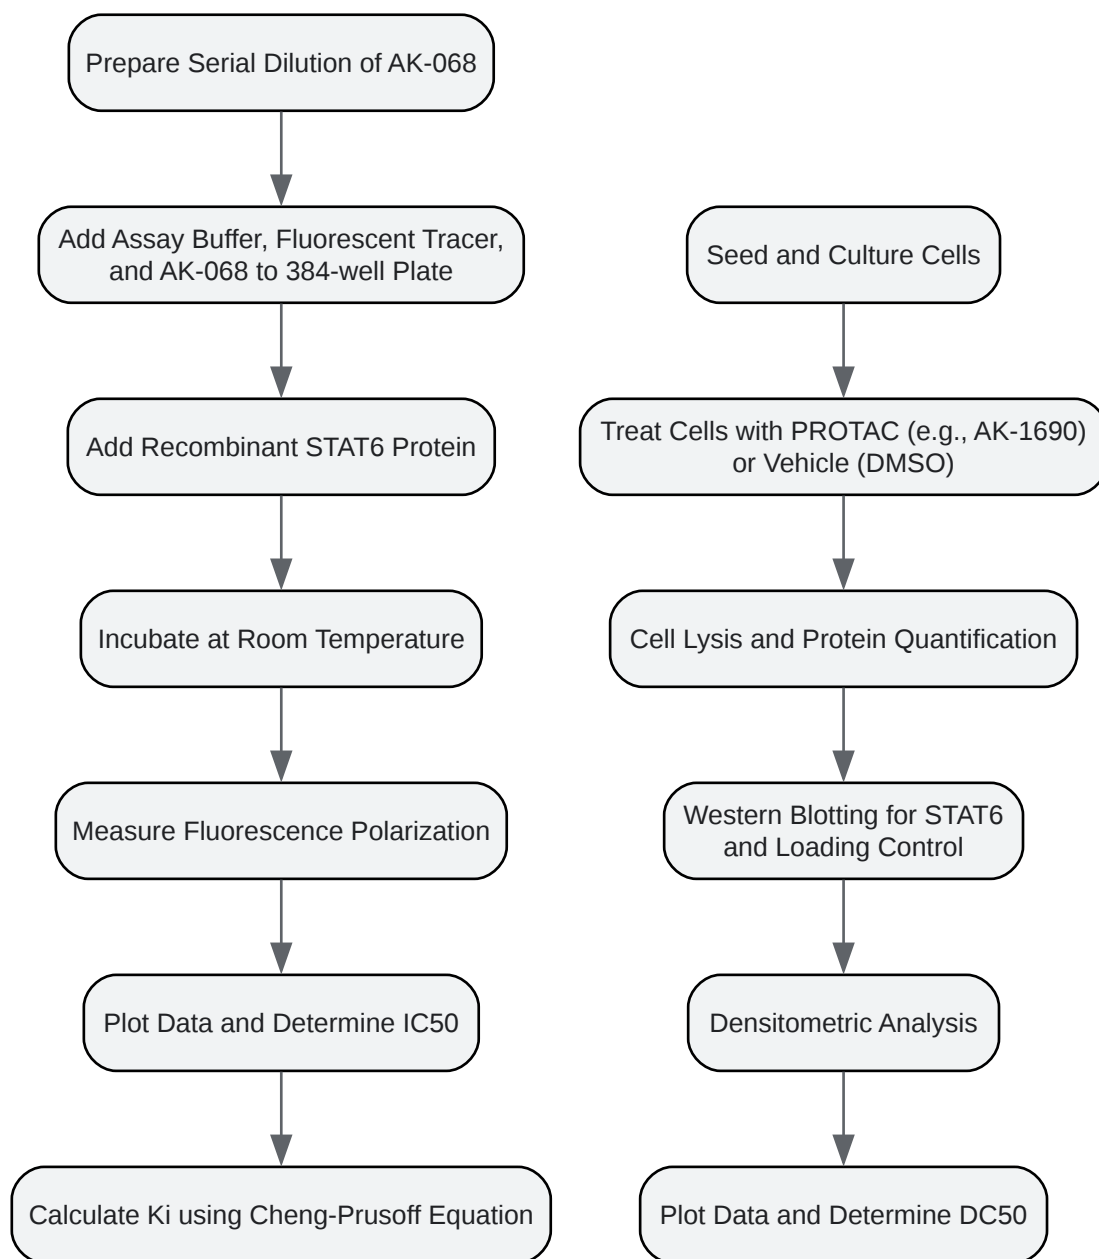 Prepare Serial Dilution of AK-068
Add Assay Buffer, Fluorescent Tracer,
and AK-068 to 384-well Plate
Add Recombinant STAT6 Protein
Incubate at Room Temperature
Measure Fluorescence Polarization
Plot Data and Determine IC50
Calculate Ki using Cheng-Prusoff Equation
Seed and Culture Cells
Treat Cells with PROTAC (e.g., AK-1690)
or Vehicle (DMSO)
Cell Lysis and Protein Quantification
Western Blotting for STAT6
and Loading Control
Densitometric Analysis
Plot Data and Determine DC50